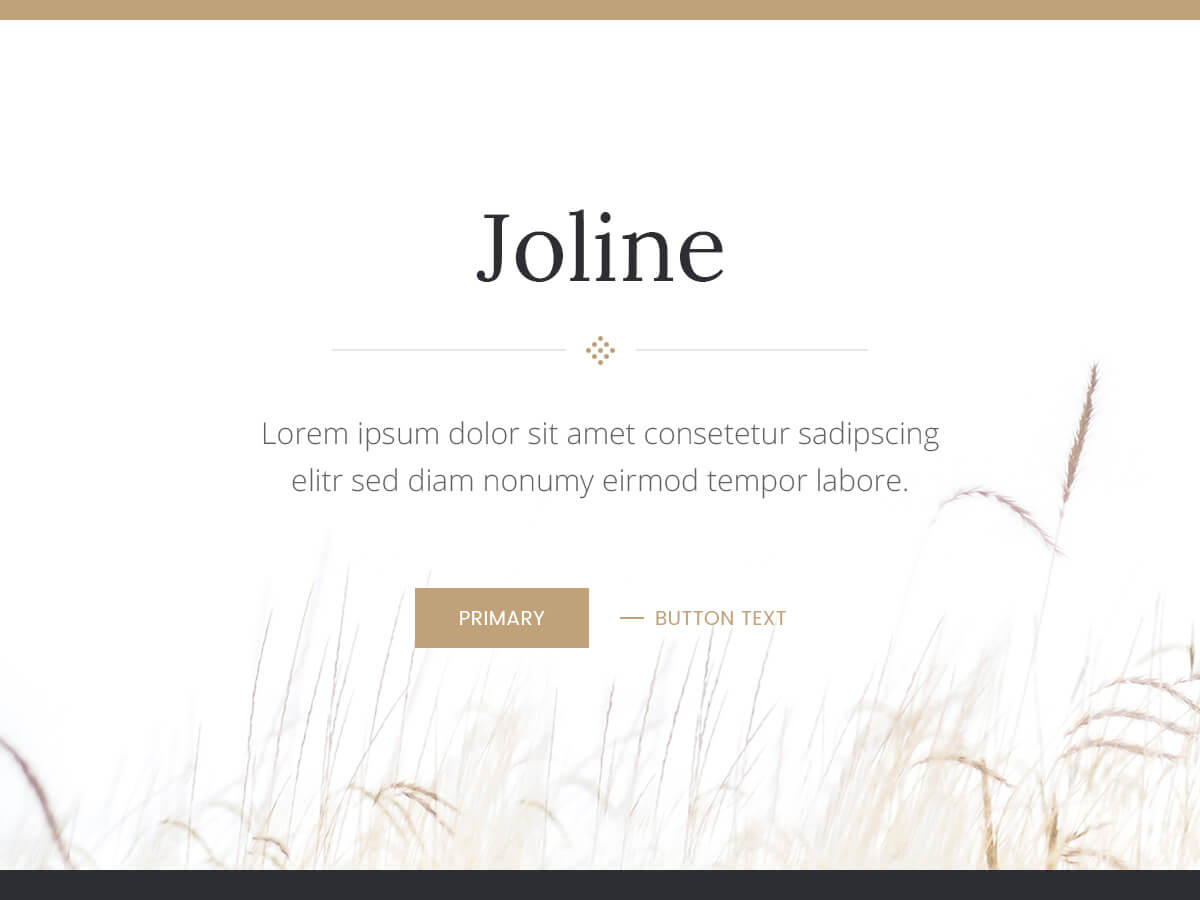 Joline
Lorem ipsum dolor sit amet consetetur sadipscing
elitr sed diam nonumy eirmod tempor labore.
PRIMARY
BUTTON TEXT